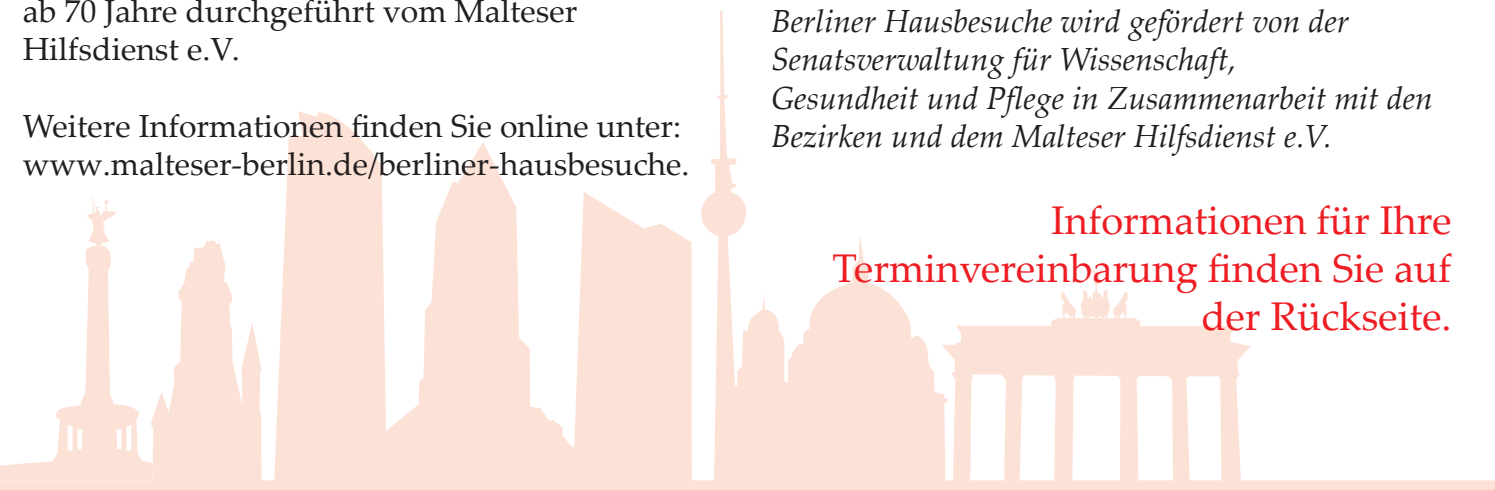 ab 70 Jahre durchgeführt vom Malteser
Hilfsdienst e.V.
Weitere Informationen finden Sie online unter:
www.malteser-berlin.de/berliner-hausbesuche.
Berliner Hausbesuche wird gefördert von der
Senatsverwaltung für Wissenschaft,
Gesundheit und Pflege in Zusammenarbeit mit den
Bezirken und dem Malteser Hilfsdienst e.V.
Informationen für Ihre
Terminvereinbarung finden Sie auf
der Rückseite.